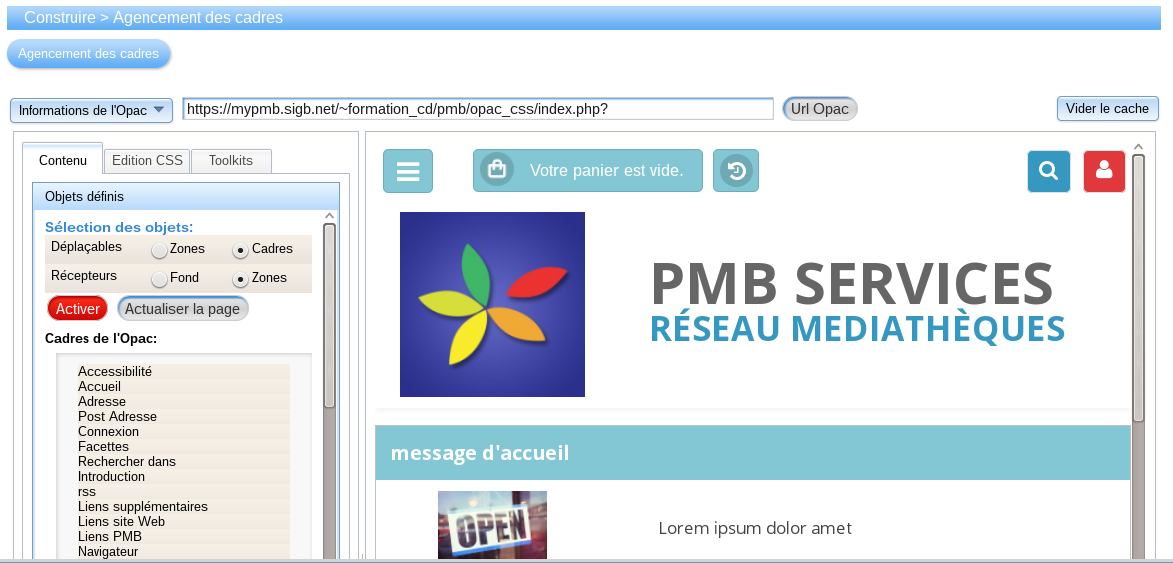 Construire > Agencement des cadres
Agencement des cadres
Informations de l'Opac
https://mypmb.sigb.net/~formation_cd/pmb/opac_css/index.php?
Url Opac
Vider le cache
Contenu
Edition CSS
Toolkits
Objets définis
Sélection des objets:
Déplaçables
Zones
Cadres
Récepteurs
Fond
Zones
Activer
Actualiser la page
Cadres de l'Opac:
Accessibilité
Accueil
Adresse
Post Adresse
Connexion
Facettes
Rechercher dans
Introduction
rss
Liens supplémentaires
Liens site Web
Liens PMB
Navigateur
Votre panier est vide.
PMB SERVICES
RÉSEAU MEDIATHÈQUES
message d'accueil
OPEN
Lorem ipsum dolor amet